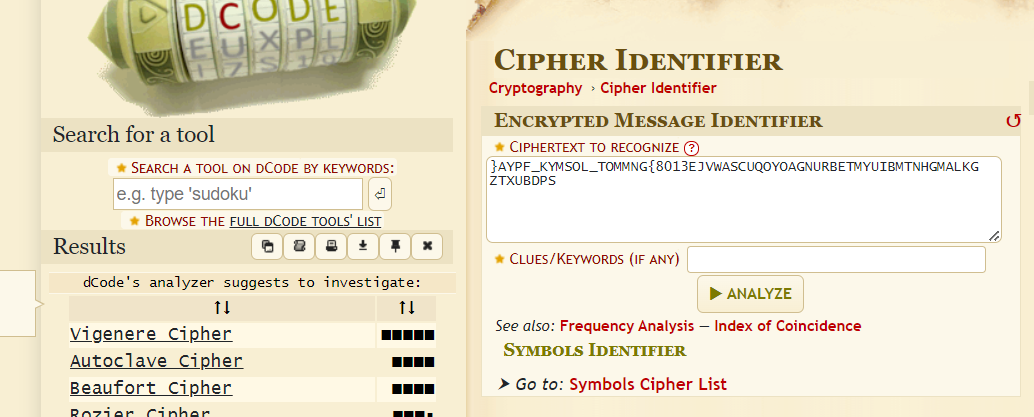 DCODE
EUXPL
Search for a tool
SEARCH A TOOL ON DCODE BY KEYWORDS:
e.g. type 'sudoku'
BROWSE THE FULL DCODE TOOLS' LIST
Results
dCode's analyzer suggests to investigate:
↑↓ ↑↓
Vigenere Cipher ■■■■■
Autoclave Cipher ■■■■
Beaufort Cipher ■■■■
Rozier Cipher
CIPHER IDENTIFIER
Cryptography › Cipher Identifier
ENCRYPTED MESSAGE IDENTIFIER
★ CIPHERTEXT TO RECOGNIZE ?
}AYPF_KYMSOL_TOMMNG{8O13EJVWASCUQOYOAGNURBETMYUIBMTNHGMALKG
ZTXUBDPS
★ CLUES/KEYWORDS (IF ANY)
▶ ANALYZE
See also: Frequency Analysis — Index of Coincidence
SYMBOLS IDENTIFIER
➤ Go to: Symbols Cipher List